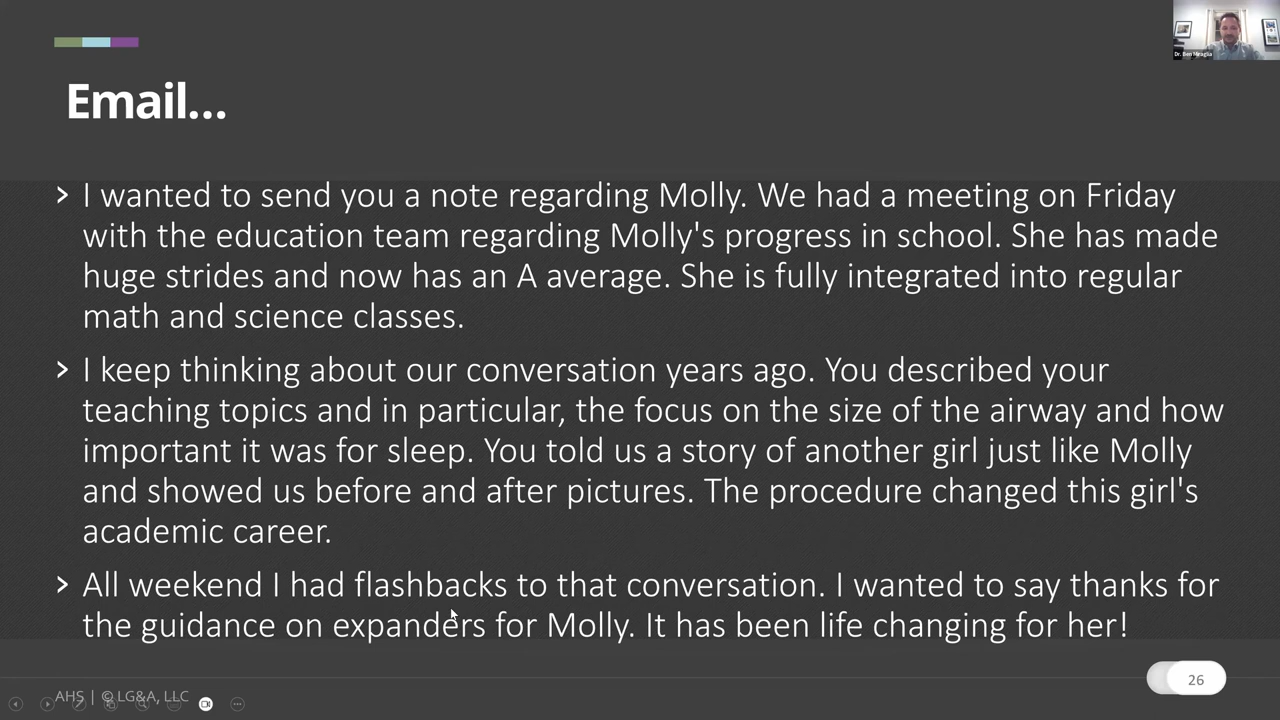 Dr. Ben Miraglia
Email...
> I wanted to send you a note regarding Molly. We had a meeting on Friday
with the education team regarding Molly's progress in school. She has made
huge strides and now has an A average. She is fully integrated into regular
math and science classes.
> I keep thinking about our conversation years ago. You described your
teaching topics and in particular, the focus on the size of the airway and how
important it was for sleep. You told us a story of another girl just like Molly
and showed us before and after pictures. The procedure changed this girl's
academic career.
> All weekend I had flashbacks to that conversation. I wanted to say thanks for
the guidance on expanders for Molly. It has been life changing for her!
26
AHS | © LG&A, LLC